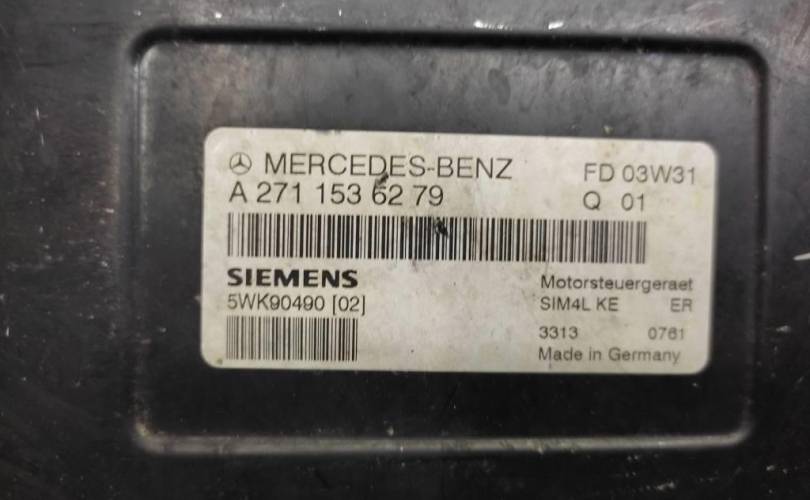 MERCEDES-BENZ FD 03W31
A 271 153 62 79 Q 01
SIEMENS Motorsteuergeraet
5WK90490 [02] SIM4L KE ER
3313 0761
Made in Germany